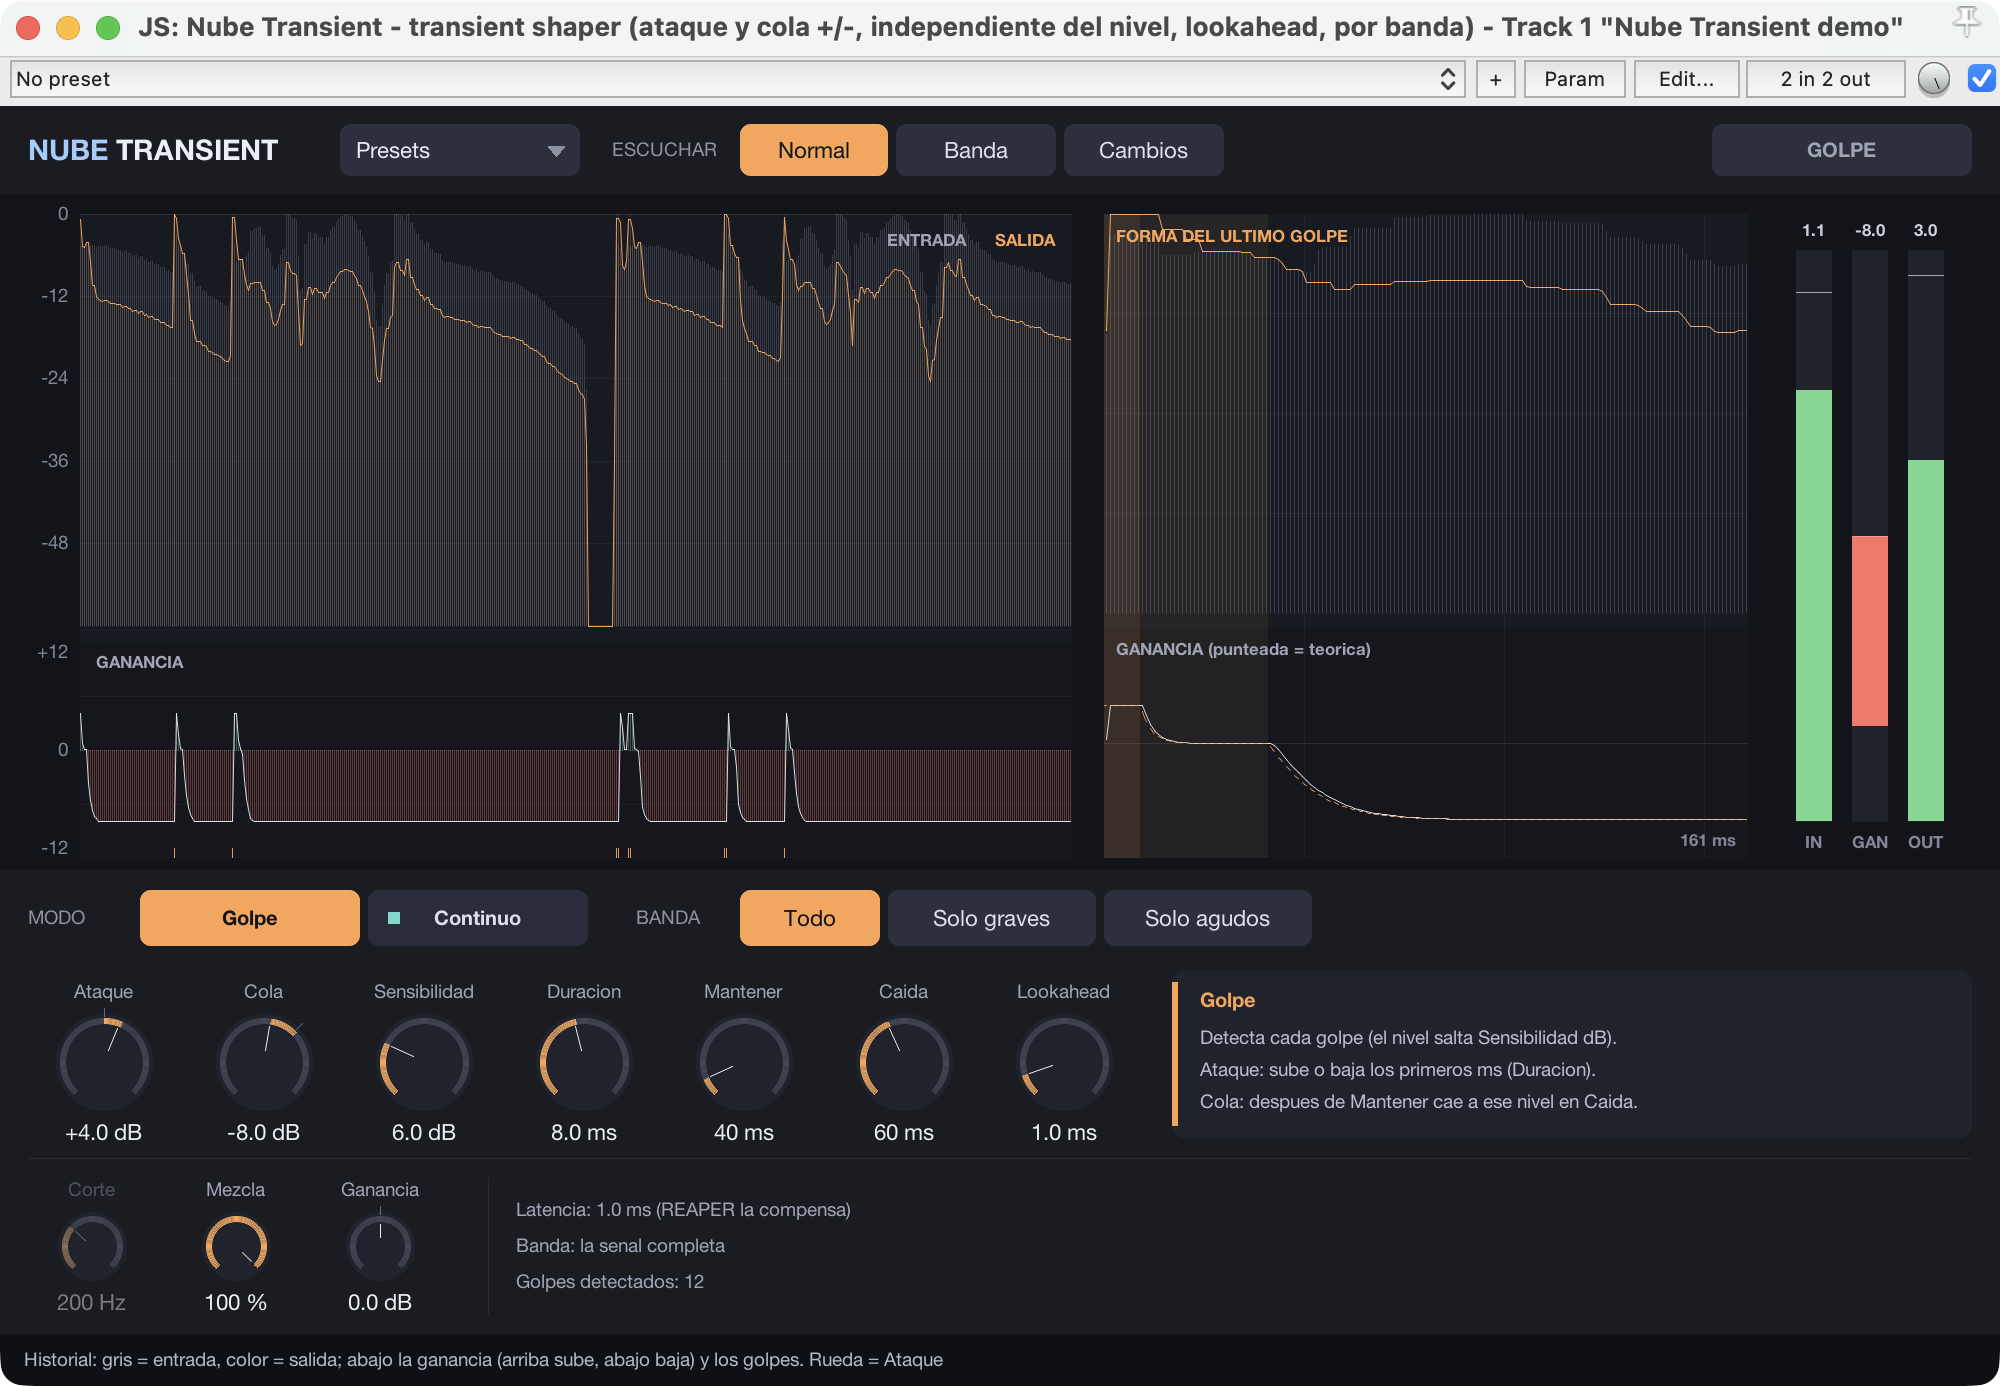 JS: Nube Transient - transient shaper (ataque y cola +/-, independiente del nivel, lookahead, por banda) - Track 1 "Nube Transient demo"
No preset
+
Param
Edit...
2 in 2 out
NUBE TRANSIENT
Presets
ESCUCHAR
Normal
Banda
Cambios
GOLPE
0
-12
-24
-36
-48
ENTRADA
SALIDA
+12
GANANCIA
0
-12
FORMA DEL ULTIMO GOLPE
GANANCIA (punteada = teorica)
161 ms
1.1
-8.0
3.0
IN
GAN
OUT
MODO
Golpe
Continuo
BANDA
Todo
Solo graves
Solo agudos
Ataque
Cola
Sensibilidad
Duracion
Mantener
Caida
Lookahead
+4.0 dB
-8.0 dB
6.0 dB
8.0 ms
40 ms
60 ms
1.0 ms
Golpe
Detecta cada golpe (el nivel salta Sensibilidad dB).
Ataque: sube o baja los primeros ms (Duracion).
Cola: despues de Mantener cae a ese nivel en Caida.
Corte
Mezcla
Ganancia
200 Hz
100 %
0.0 dB
Latencia: 1.0 ms (REAPER la compensa)
Banda: la senal completa
Golpes detectados: 12
Historial: gris = entrada, color = salida; abajo la ganancia (arriba sube, abajo baja) y los golpes. Rueda = Ataque